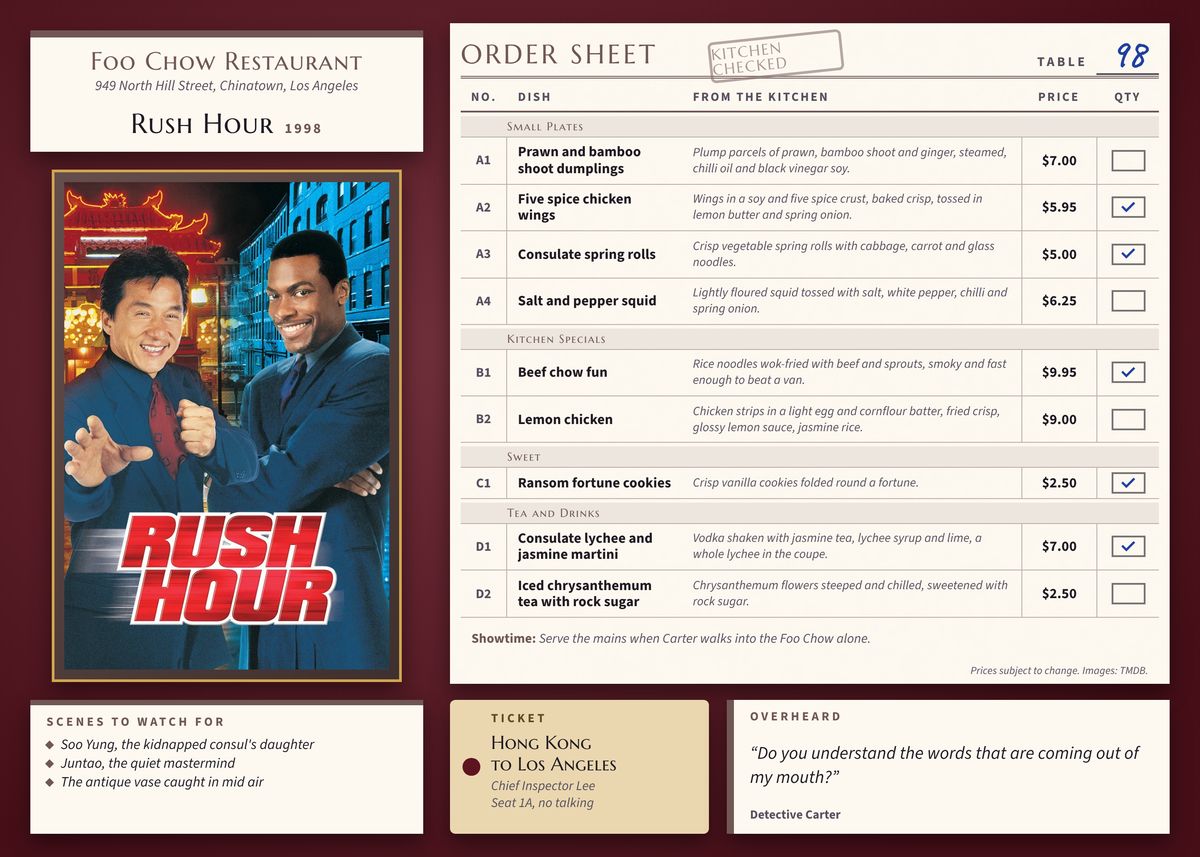 Foo Chow Restaurant
949 North Hill Street, Chinatown, Los Angeles
Rush Hour 1998
RUSH
HOUR
SCENES TO WATCH FOR
Soo Yung, the kidnapped consul's daughter
Juntao, the quiet mastermind
The antique vase caught in mid air
ORDER SHEET
KITCHEN
CHECKED
TABLE 98
NO. DISH FROM THE KITCHEN PRICE QTY
Small Plates
A1 Prawn and bamboo shoot dumplings Plump parcels of prawn, bamboo shoot and ginger, steamed, chilli oil and black vinegar soy. $7.00
A2 Five spice chicken wings Wings in a soy and five spice crust, baked crisp, tossed in lemon butter and spring onion. $5.95
A3 Consulate spring rolls Crisp vegetable spring rolls with cabbage, carrot and glass noodles. $5.00
A4 Salt and pepper squid Lightly floured squid tossed with salt, white pepper, chilli and spring onion. $6.25
Kitchen Specials
B1 Beef chow fun Rice noodles wok-fried with beef and sprouts, smoky and fast enough to beat a van. $9.95
B2 Lemon chicken Chicken strips in a light egg and cornflour batter, fried crisp, glossy lemon sauce, jasmine rice. $9.00
Sweet
C1 Ransom fortune cookies Crisp vanilla cookies folded round a fortune. $2.50
Tea and Drinks
D1 Consulate lychee and jasmine martini Vodka shaken with jasmine tea, lychee syrup and lime, a whole lychee in the coupe. $7.00
D2 Iced chrysanthemum tea with rock sugar Chrysanthemum flowers steeped and chilled, sweetened with rock sugar. $2.50
Showtime: Serve the mains when Carter walks into the Foo Chow alone.
Prices subject to change. Images: TMDB.
TICKET
Hong Kong
to Los Angeles
Chief Inspector Lee
Seat 1A, no talking
OVERHEARD
“Do you understand the words that are coming out of
my mouth?”
Detective Carter